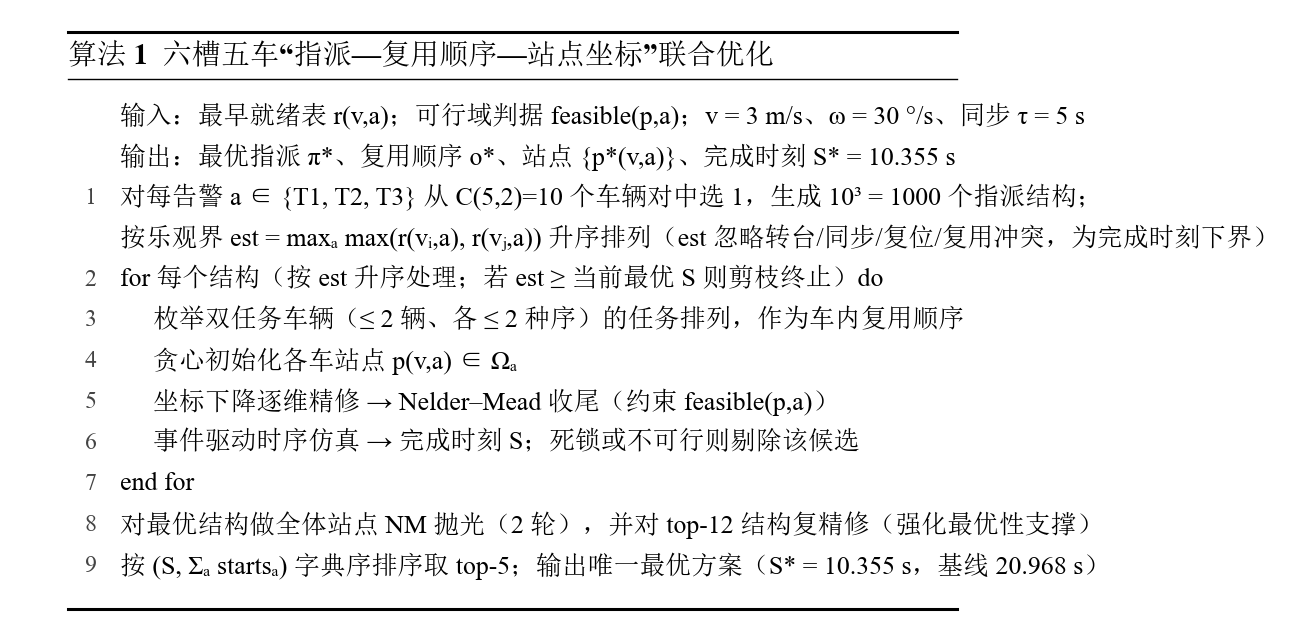 算法 1 六槽五车“指派—复用顺序—站点坐标”联合优化
输入：最早就绪表 r(v,a)；可行域判据 feasible(p,a)；v = 3 m/s、ω = 30 °/s、同步 τ = 5 s
输出：最优指派 π*、复用顺序 o*、站点 {p*(v,a)}、完成时刻 S* = 10.355 s
1 对每告警 a ∈ {T1, T2, T3} 从 C(5,2)=10 个车辆对中选 1，生成 10³ = 1000 个指派结构；
按乐观界 est = maxₐ max(r(vᵢ,a), r(vⱼ,a)) 升序排列（est 忽略转台/同步/复位/复用冲突，为完成时刻下界）
2 for 每个结构（按 est 升序处理；若 est ≥ 当前最优 S 则剪枝终止）do
3 枚举双任务车辆（≤ 2 辆、各 ≤ 2 种序）的任务排列，作为车内复用顺序
4 贪心初始化各车站点 p(v,a) ∈ Ωₐ
5 坐标下降逐维精修 → Nelder–Mead 收尾（约束 feasible(p,a)）
6 事件驱动时序仿真 → 完成时刻 S；死锁或不可行则剔除该候选
7 end for
8 对最优结构做全体站点 NM 抛光（2 轮），并对 top-12 结构复精修（强化最优性支撑）
9 按 (S, Σₐ startsₐ) 字典序排序取 top-5；输出唯一最优方案（S* = 10.355 s，基线 20.968 s）